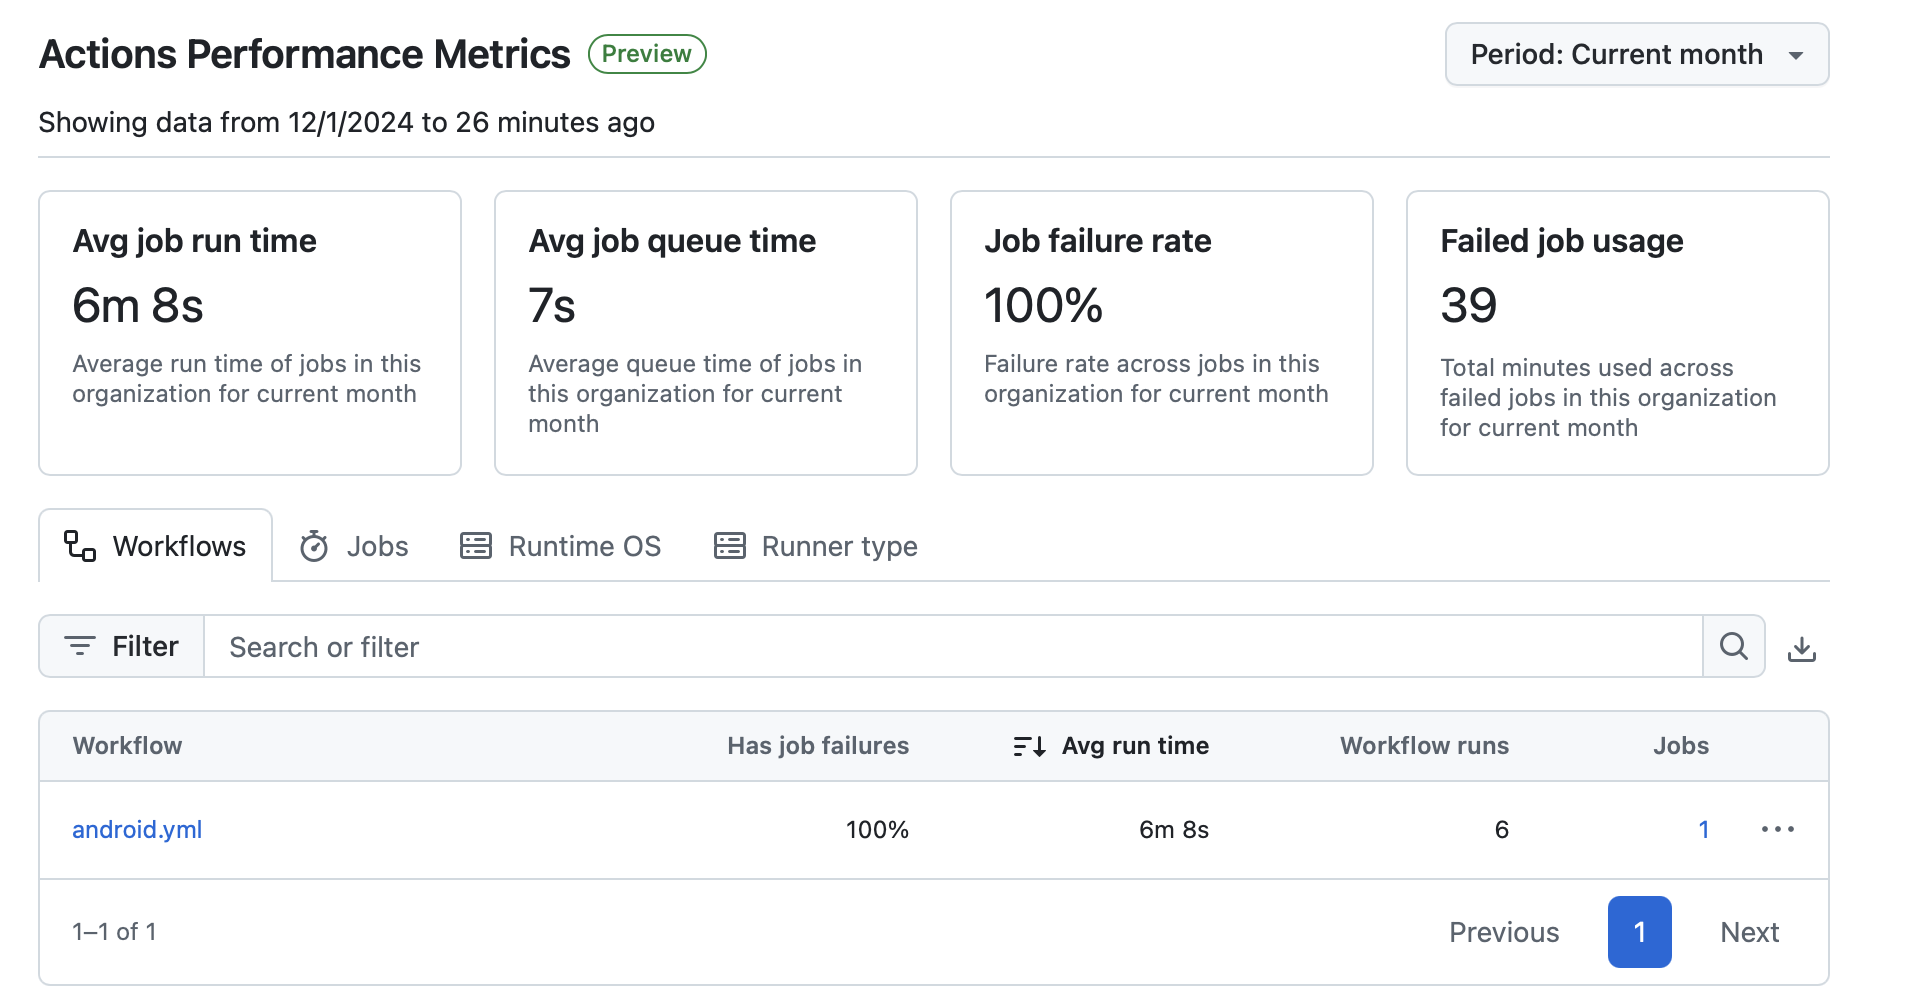 Actions Performance Metrics Preview
Period: Current month
Showing data from 12/1/2024 to 26 minutes ago
Avg job run time
6m 8s
Average run time of jobs in this
organization for current month
Avg job queue time
7s
Average queue time of jobs in
this organization for current
month
Job failure rate
100%
Failure rate across jobs in this
organization for current month
Failed job usage
39
Total minutes used across
failed jobs in this organization
for current month
Workflows Jobs Runtime OS Runner type
Filter Search or filter
Workflow Has job failures Avg run time Workflow runs Jobs
android.yml 100% 6m 8s 6 1
1–1 of 1 Previous 1 Next